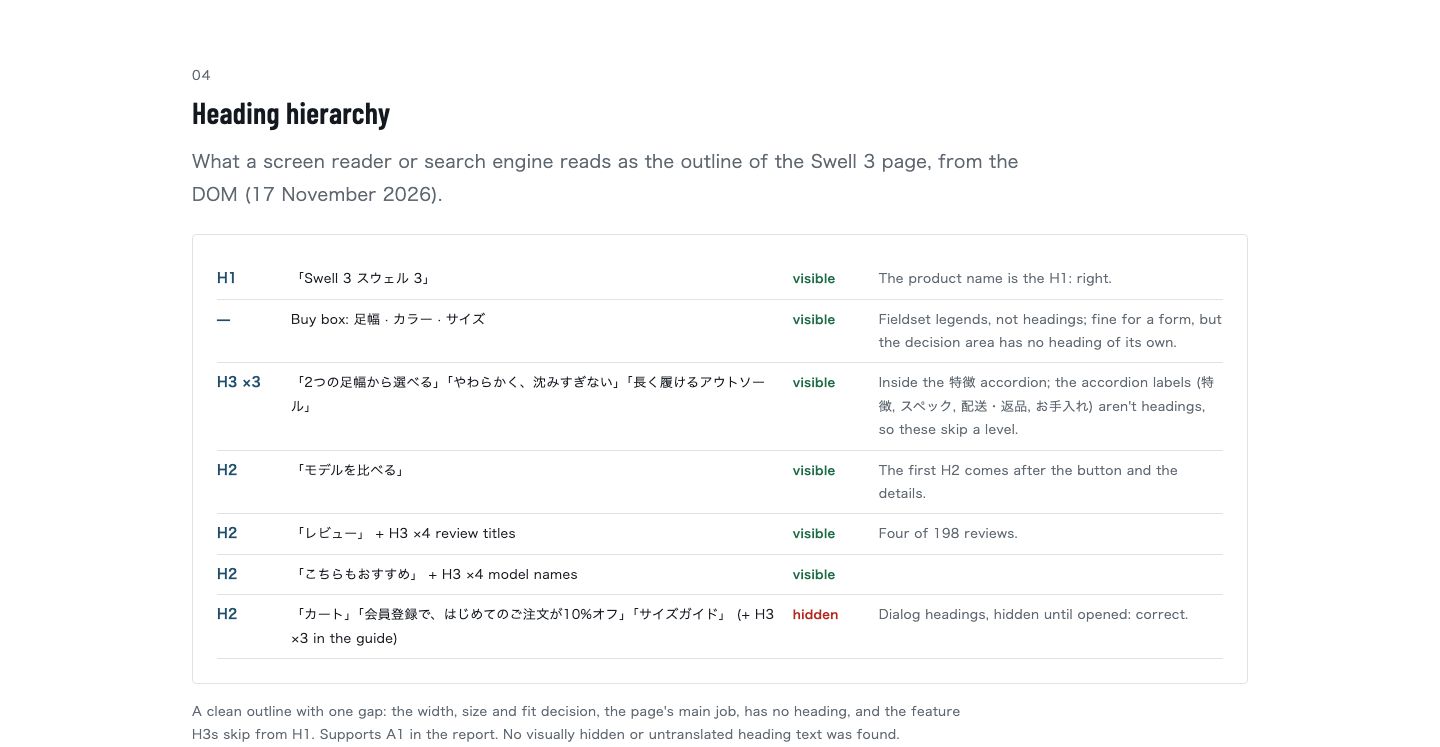 04
Heading hierarchy
What a screen reader or search engine reads as the outline of the Swell 3 page, from the
DOM (17 November 2026).
H1 「Swell 3 スウェル 3」 visible The product name is the H1: right.
— Buy box: 足幅 · カラー · サイズ visible Fieldset legends, not headings; fine for a form, but
the decision area has no heading of its own.
H3 ×3 「2つの足幅から選べる」「やわらかく、沈みすぎない」「長く履けるアウトソー visible Inside the 特徴 accordion; the accordion labels (特
ル」 徴, スペック, 配送・返品, お手入れ) aren't headings,
so these skip a level.
H2 「モデルを比べる」 visible The first H2 comes after the button and the
details.
H2 「レビュー」 + H3 ×4 review titles visible Four of 198 reviews.
H2 「こちらもおすすめ」 + H3 ×4 model names visible
H2 「カート」「会員登録で、はじめてのご注文が10%オフ」「サイズガイド」 (+ H3 hidden Dialog headings, hidden until opened: correct.
×3 in the guide)
A clean outline with one gap: the width, size and fit decision, the page's main job, has no heading, and the feature
H3s skip from H1. Supports A1 in the report. No visually hidden or untranslated heading text was found.